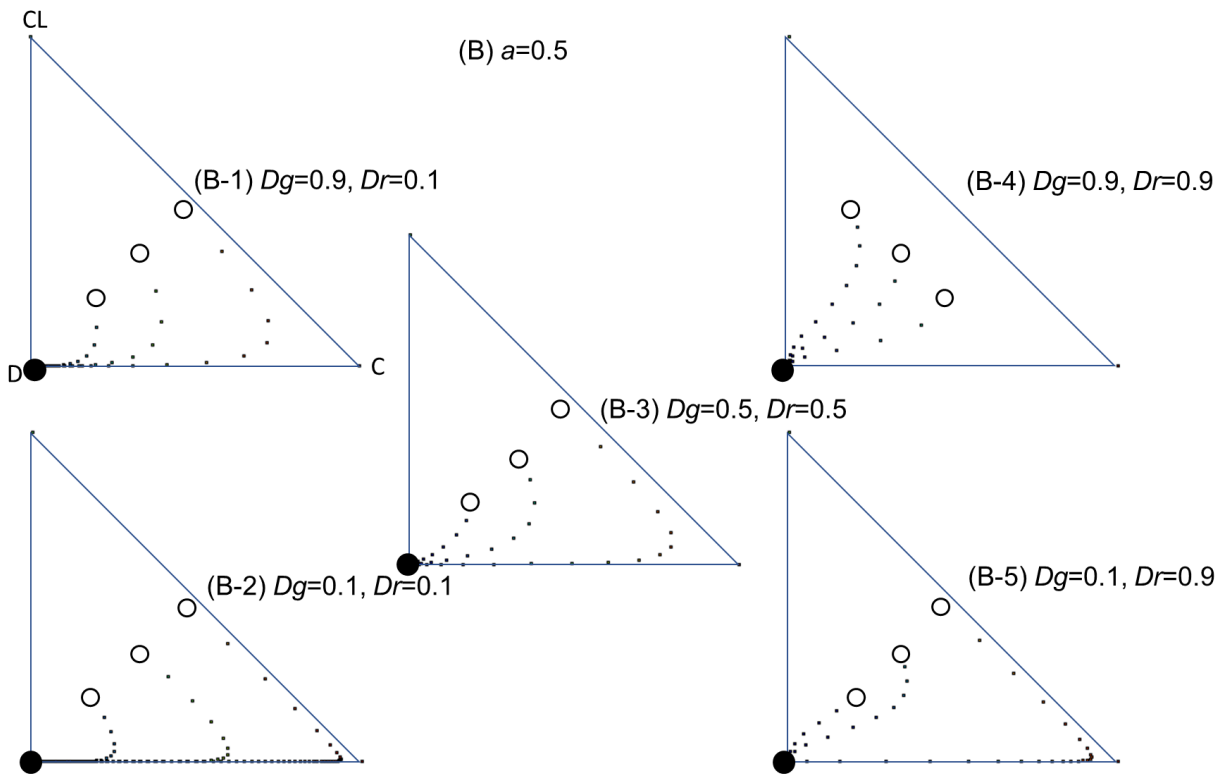 CL
(B) a=0.5
(B-1) Dg=0.9, Dr=0.1
(B-4) Dg=0.9, Dr=0.9
D
C
(B-3) Dg=0.5, Dr=0.5
(B-2) Dg=0.1, Dr=0.1
(B-5) Dg=0.1, Dr=0.9